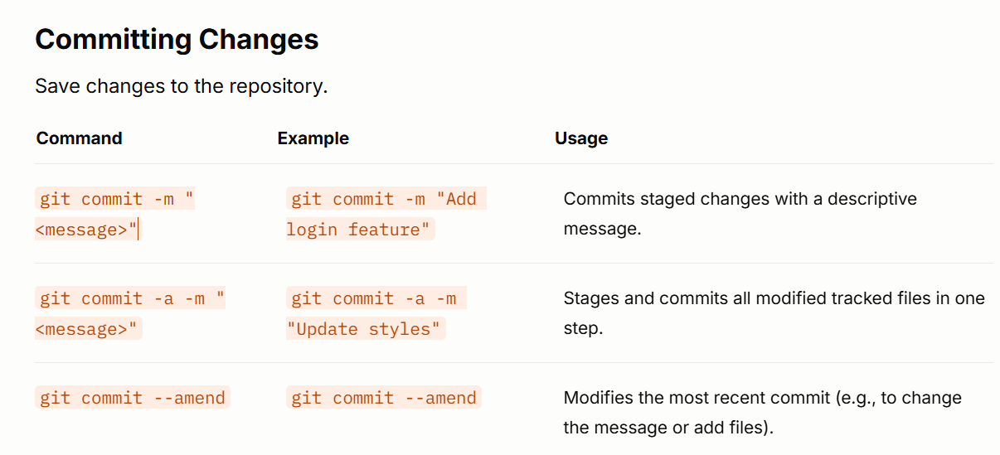 Committing Changes
Save changes to the repository.
Command Example Usage
git commit -m "
<message>"
git commit -m "Add
login feature"
Commits staged changes with a descriptive
message.
git commit -a -m "
<message>"
git commit -a -m
"Update styles"
Stages and commits all modified tracked files in one
step.
git commit --amend
git commit --amend
Modifies the most recent commit (e.g., to change
the message or add files).